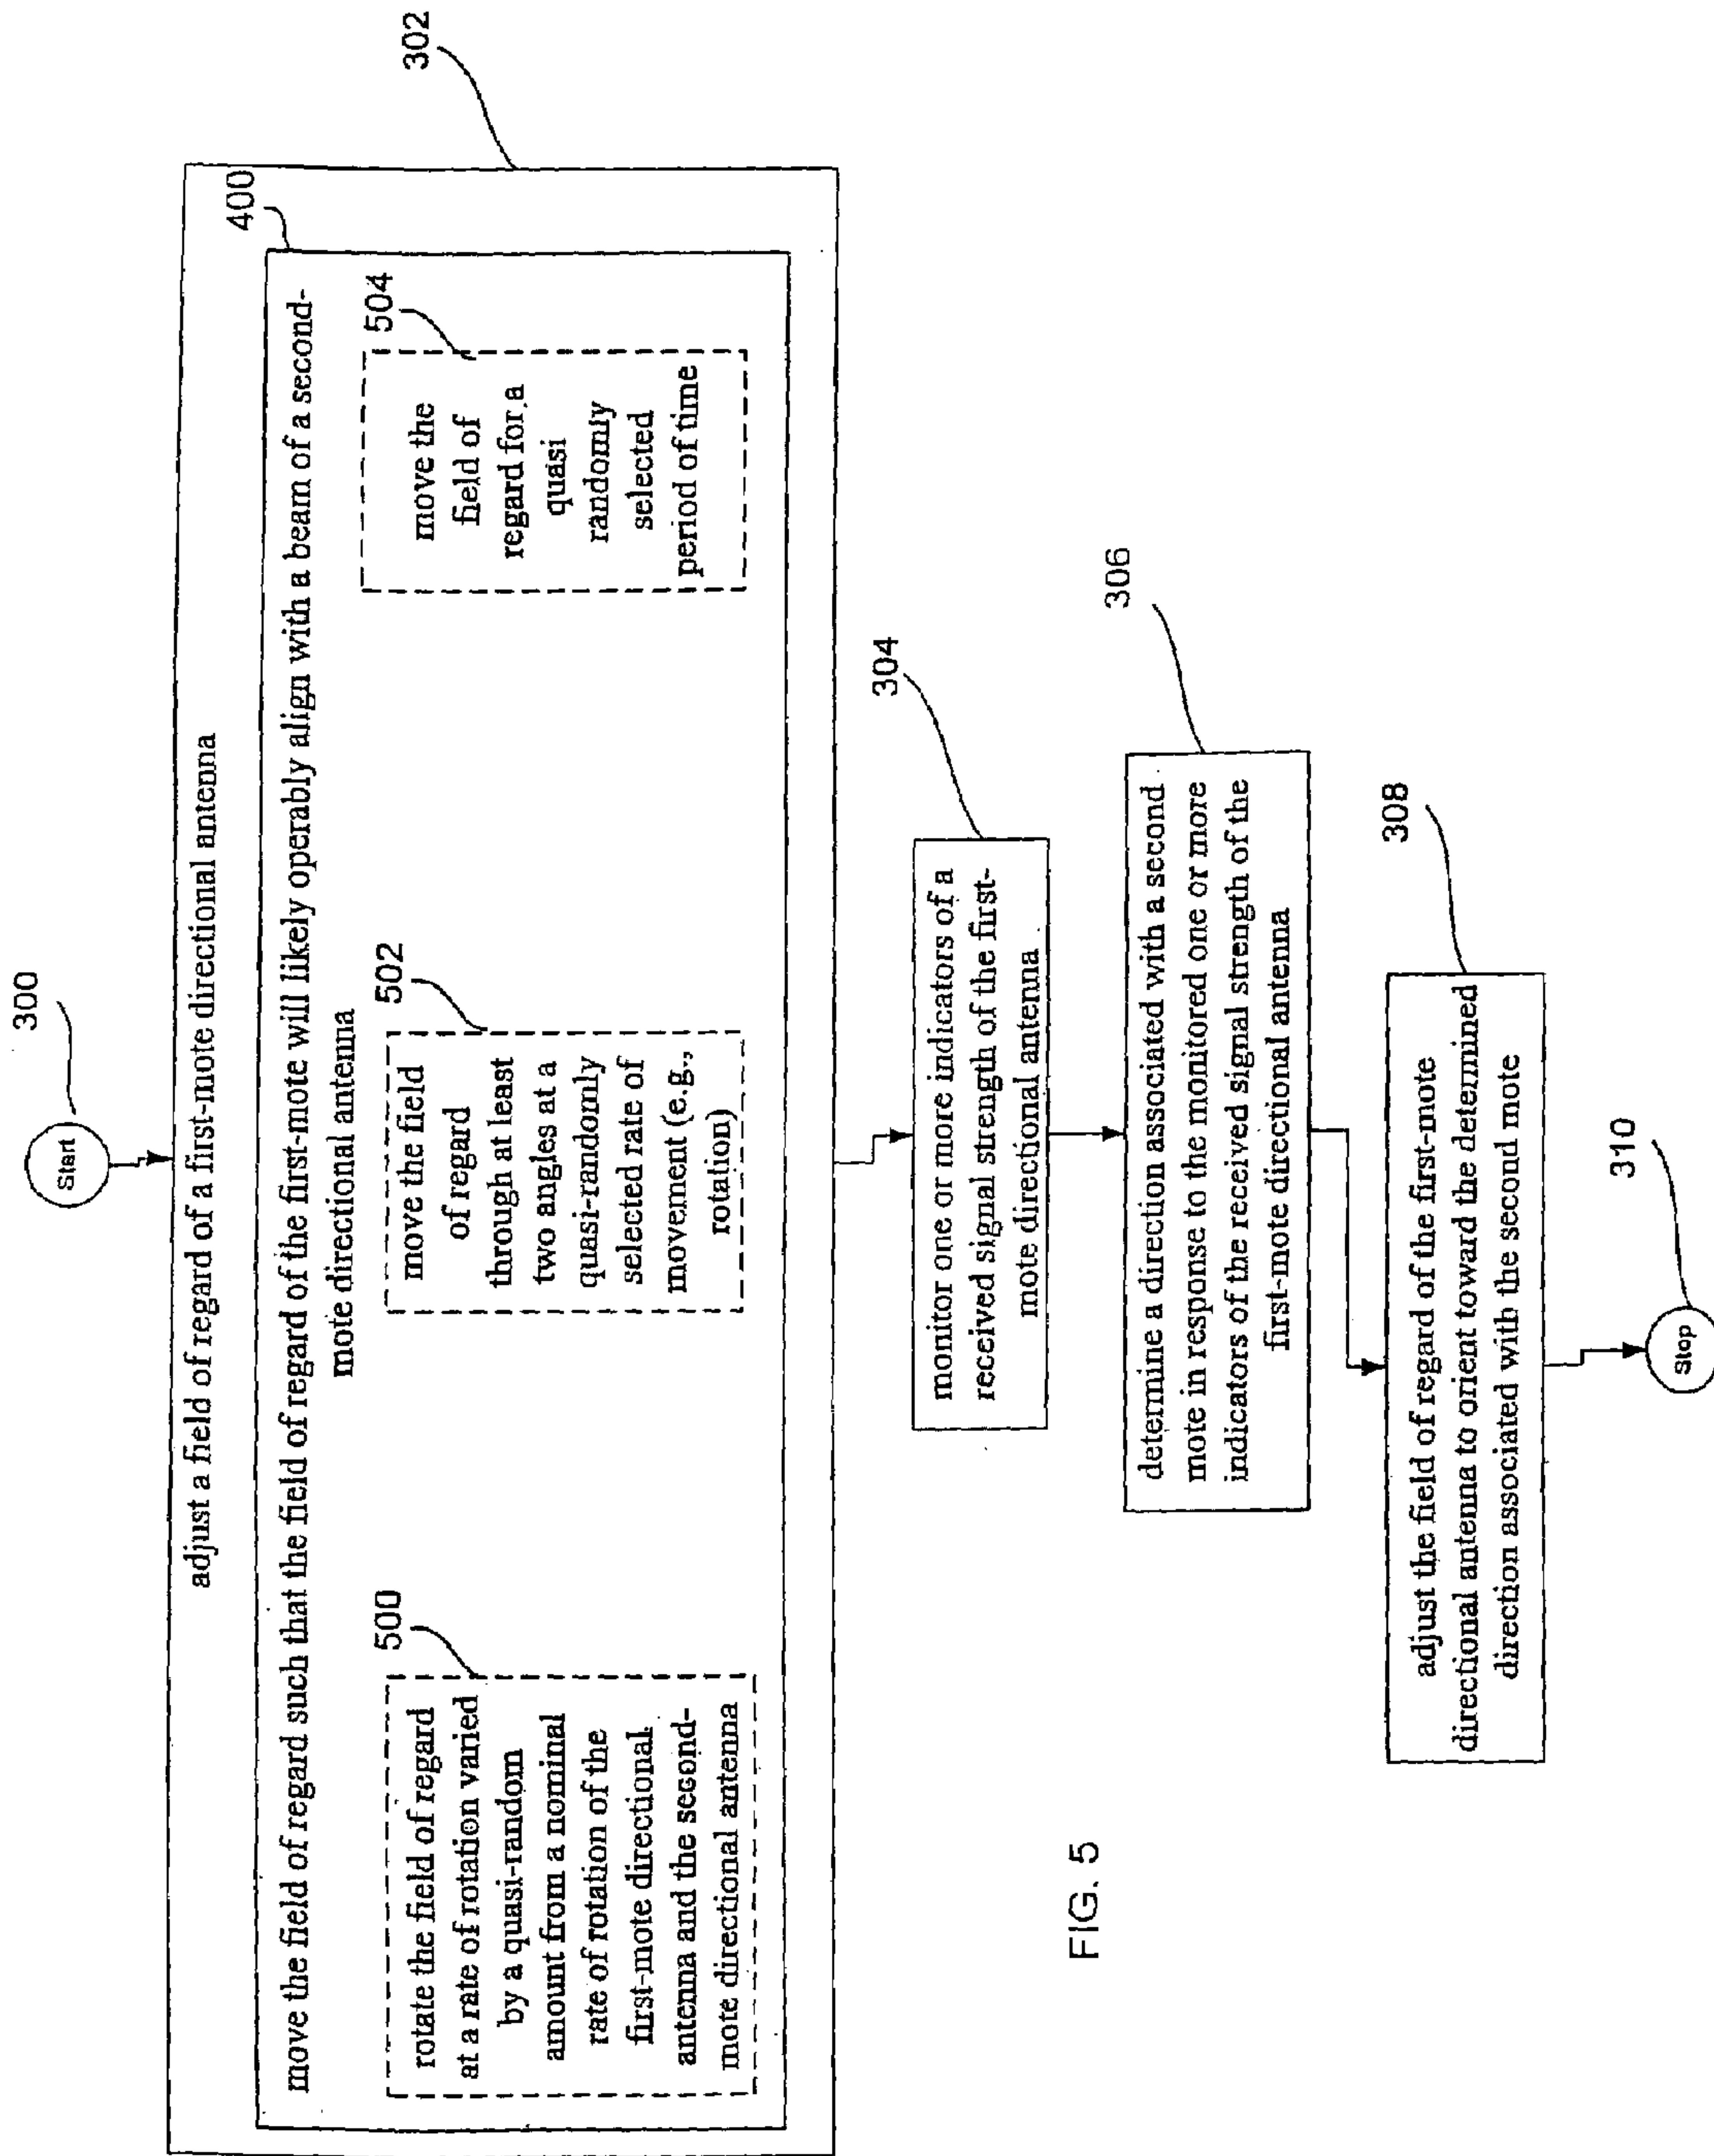 300
Start
302
adjust a field of regard of a first-mote directional antenna
400
move the field of regard such that the field of regard of the first-mote will likely operably align with a beam of a second-
mote directional antenna
500
rotate the field of regard
at a rate of rotation varied
by a quasi-random
amount from a nominal
rate of rotation of the
first-mote directional
antenna and the second-
mote directional antenna
502
move the field
of regard
through at least
two angles at a
quasi-randomly
selected rate of
movement (e.g.,
rotation)
504
move the
field of
regard for a
quasi
randomly
selected
period of time
304
monitor one or more indicators of a
received signal strength of the first-
mote directional antenna
306
determine a direction associated with a second
mote in response to the monitored one or more
indicators of the received signal strength of the
first-mote directional antenna
308
adjust the field of regard of the first-mote
directional antenna to orient toward the determined
direction associated with the second mote
310
Stop
FIG. 5